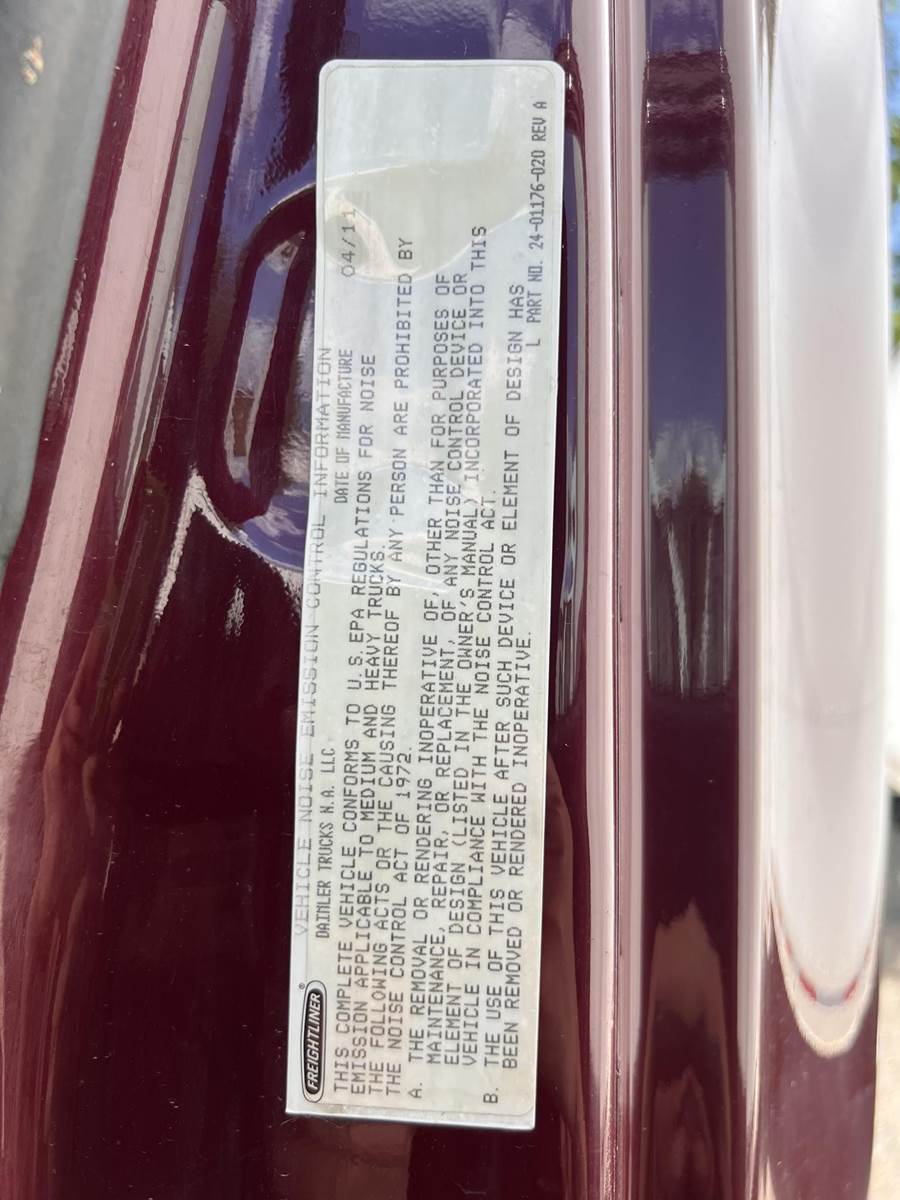 FREIGHTLINER®
VEHICLE NOISE EMISSION CONTROL INFORMATION
DAIMLER TRUCKS N.A. LLC DATE OF MANUFACTURE 04/11
THIS COMPLETE VEHICLE CONFORMS TO U.S. EPA REGULATIONS FOR NOISE
EMISSION APPLICABLE TO MEDIUM AND HEAVY TRUCKS.
THE FOLLOWING ACTS OR THE CAUSING THEREOF BY ANY PERSON ARE PROHIBITED BY
THE NOISE CONTROL ACT OF 1972.
A. THE REMOVAL OR RENDERING INOPERATIVE OF, OTHER THAN FOR PURPOSES OF
MAINTENANCE, REPAIR, OR REPLACEMENT, OF ANY NOISE CONTROL DEVICE OR
ELEMENT OF DESIGN (LISTED IN THE OWNER'S MANUAL) INCORPORATED INTO THIS
VEHICLE IN COMPLIANCE WITH THE NOISE CONTROL ACT.
B. THE USE OF THIS VEHICLE AFTER SUCH DEVICE OR ELEMENT OF DESIGN HAS
BEEN REMOVED OR RENDERED INOPERATIVE.
L PART NO. 24-01176-020 REV A